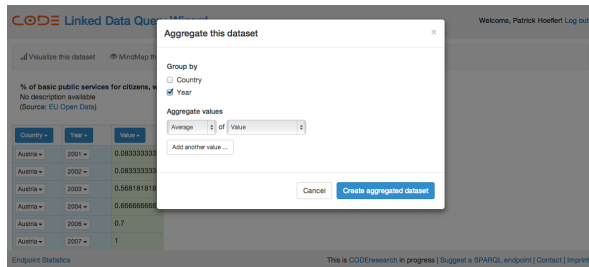 CODE Linked Data Query Wizard
Welcome, Patrick Hoefler! Log out
Aggregate this dataset
×
Visualize this dataset
MindMap th
Group by
Country
Year
% of basic public services for citizens, w
No description available
(Source: EU Open Data)
Aggregate values
Average of Value
Add another value ...
Country
Year
Value
Austria 2001 0.083333333
Austria 2002 0.083333333
Austria 2003 0.568181818
Austria 2004 0.666666666
Austria 2006 0.7
Austria 2007 1
Cancel
Create aggregated dataset
Endpoint Statistics
This is CODEresearch in progress | Suggest a SPARQL endpoint | Contact | Imprint